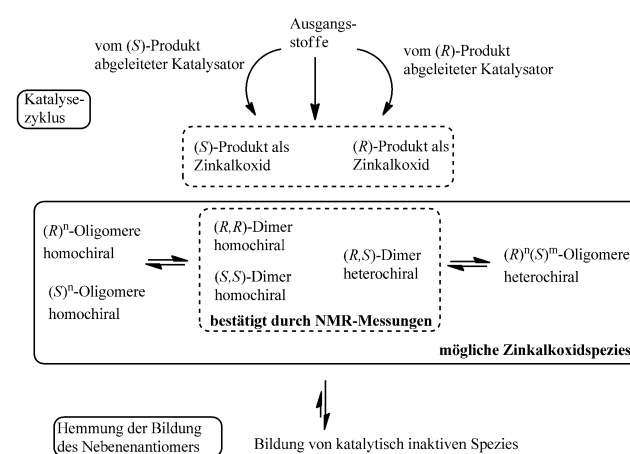 Ausgangs-
stoffe
vom (S)-Produkt
abgeleiteter Katalysator
vom (R)-Produkt
abgeleiteter Katalysator
Katalyse-
zyklus
(S)-Produkt als
Zinkalkoxid
(R)-Produkt als
Zinkalkoxid
(R)ⁿ-Oligomere
homochiral
(S)ⁿ-Oligomere
homochiral
(R,R)-Dimer
homochiral
(S,S)-Dimer
homochiral
(R,S)-Dimer
heterochiral
bestätigt durch NMR-Messungen
(R)ⁿ(S)ᵐ-Oligomere
heterochiral
mögliche Zinkalkoxidspezies
Hemmung der Bildung
des Nebenenantiomers
Bildung von katalytisch inaktiven Spezies